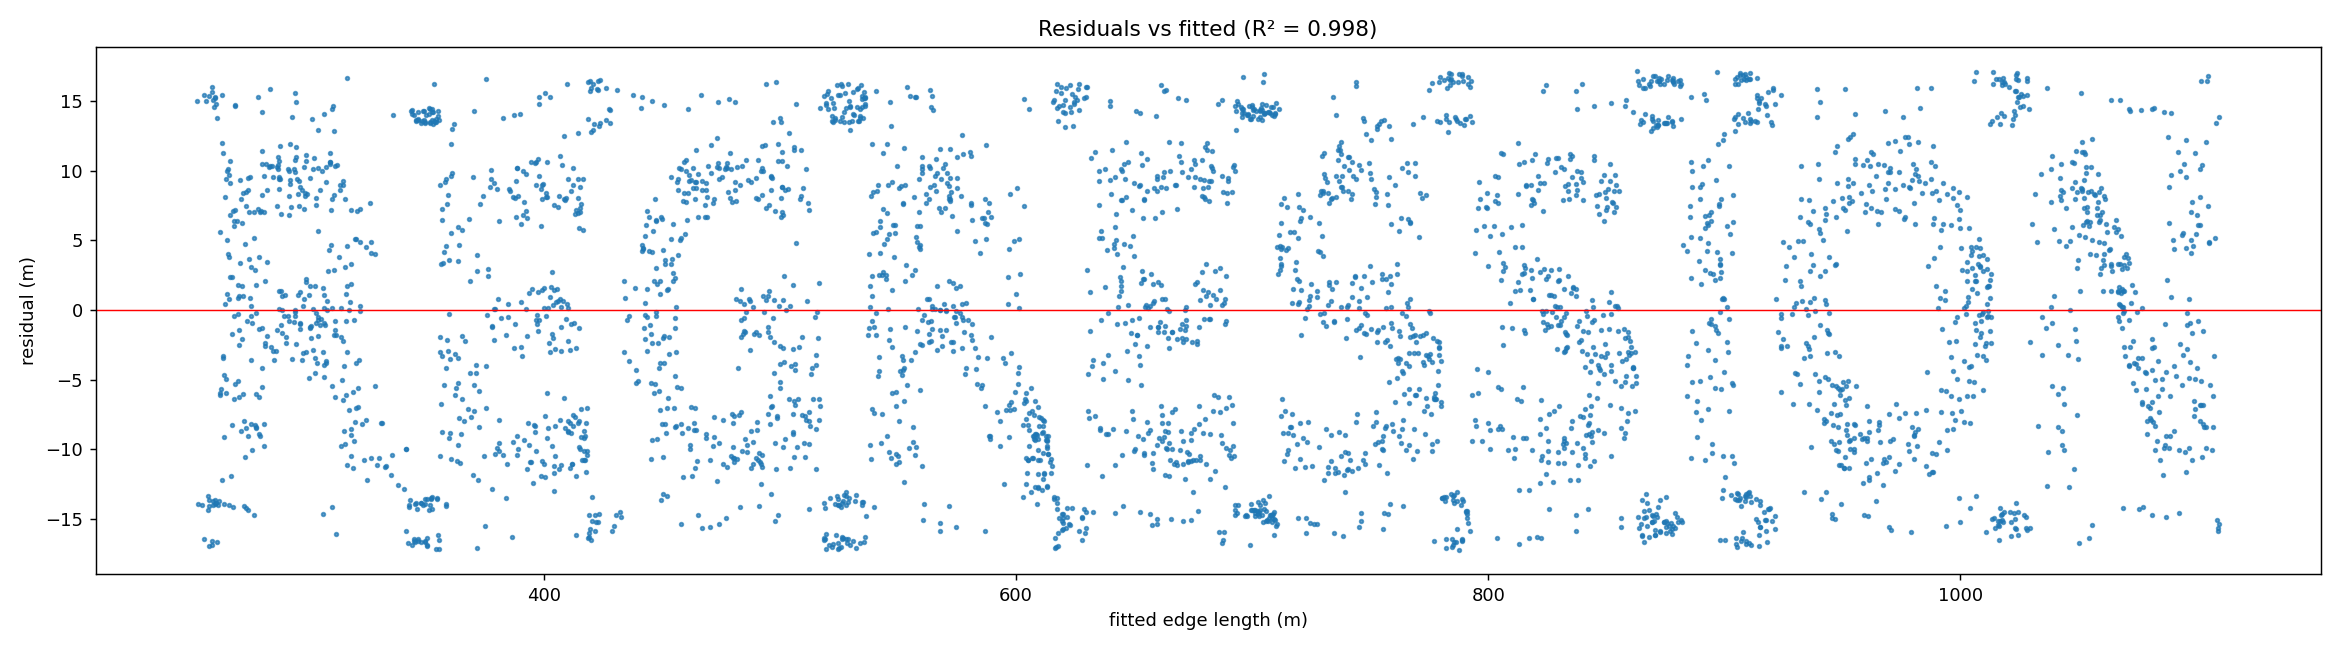 Residuals vs fitted (R² = 0.998)
residual (m)
15
10
5
0
−5
−10
−15
REGRESSION
400 600 800 1000
fitted edge length (m)